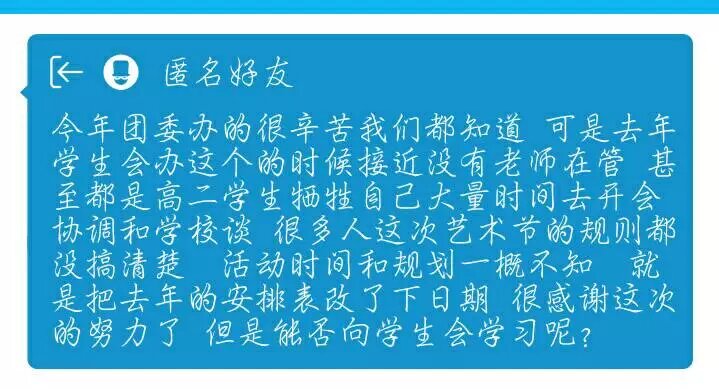 匿名好友
今年团委办的很辛苦我们都知道 可是去年
学生会办这个的时候接近没有老师在管 甚
至都是高二学生牺牲自己大量时间去开会
协调和学校谈 很多人这次艺术节的规则都
没搞清楚 活动时间和规划一概不知 就
是把去年的安排表改了下日期 很感谢这次
的努力了 但是能否向学生会学习呢?